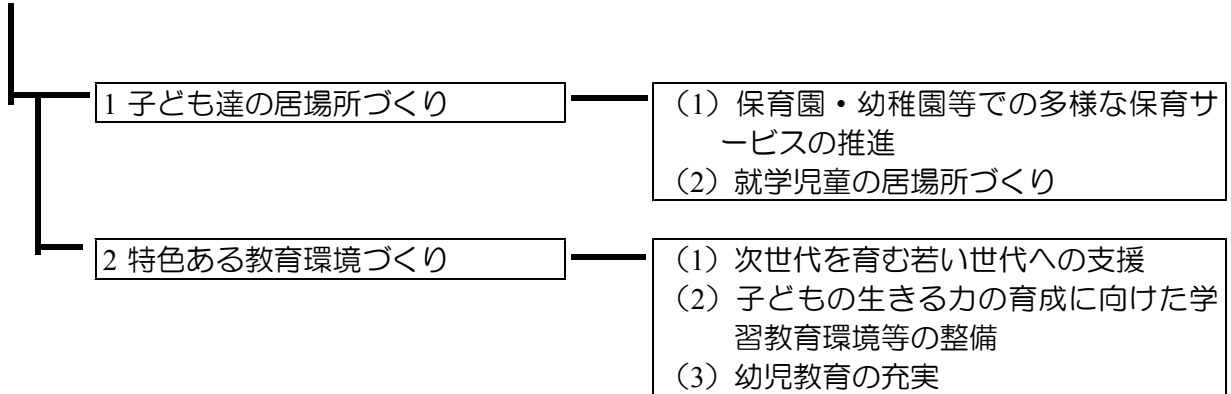 1 子ども達の居場所づくり
（1）保育園・幼稚園等での多様な保育サ
ービスの推進
（2）就学児童の居場所づくり
2 特色ある教育環境づくり
（1）次世代を育む若い世代への支援
（2）子どもの生きる力の育成に向けた学
習教育環境等の整備
（3）幼児教育の充実